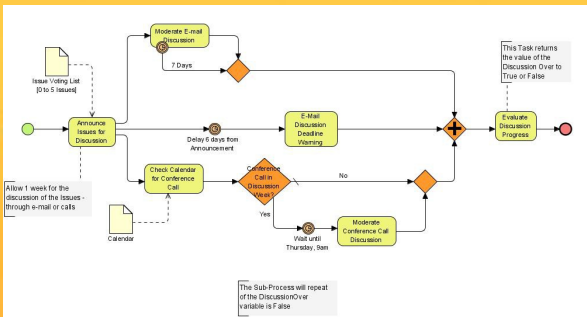 Moderate E-mail
Discussion
7 Days
This Task returns
the value of the
Discussion Over to
True or False
Issue Voting List
[0 to 5 Issues]
Announce
Issues for
Discussion
Delay 6 days from
Announcement
E-Mail
Discussion
Deadline
Warning
Evaluate
Discussion
Progress
Check Calendar
for Conference
Call
Conference
Call in
Discussion
Week?
No
Yes
Allow 1 week for the
discussion of the Issues -
through e-mail or calls
Calendar
Wait until
Thursday, 9am
Moderate
Conference Call
Discussion
The Sub-Process will repeat
of the DiscussionOver
variable is False